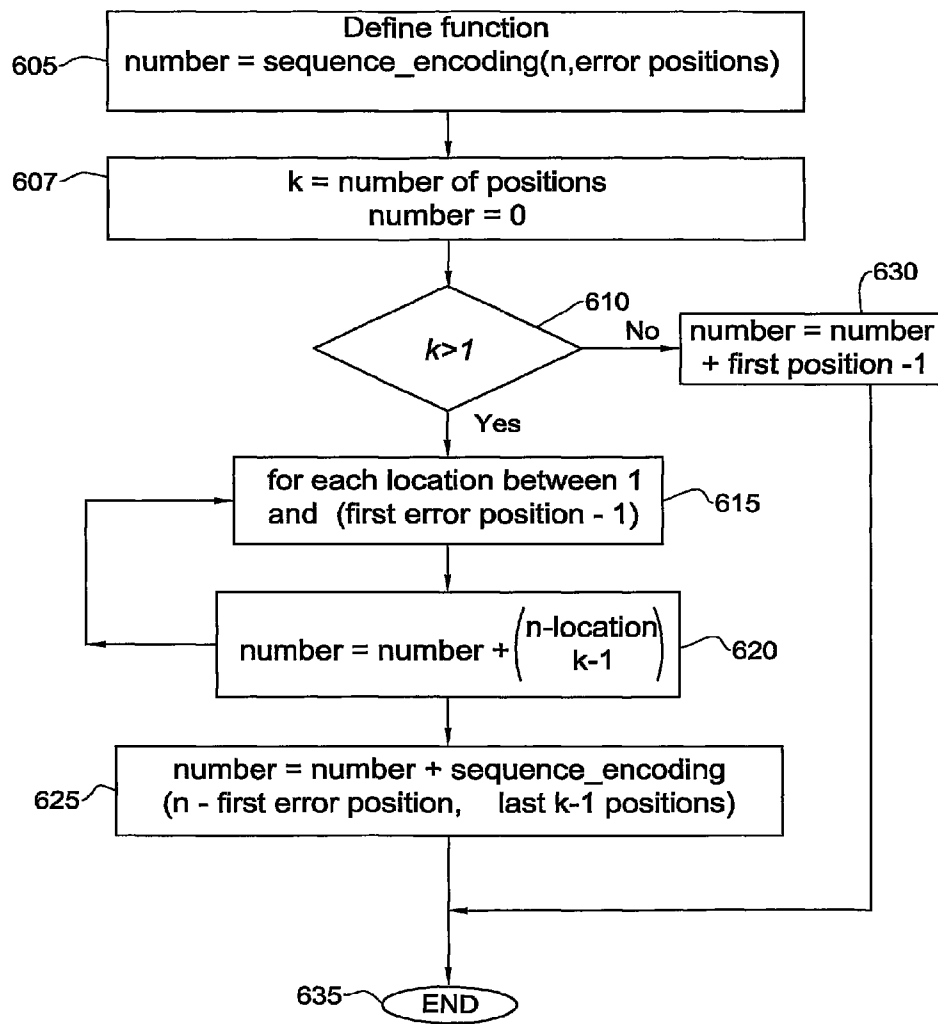 Define function
605
number = sequence_encoding(n,error positions)
607
k = number of positions
number = 0
610
k>1
No
630
number = number
+ first position -1
Yes
for each location between 1
and (first error position - 1)
615
number = number + (n-location
k-1)
620
number = number + sequence_encoding
(n - first error position, last k-1 positions)
625
635
END